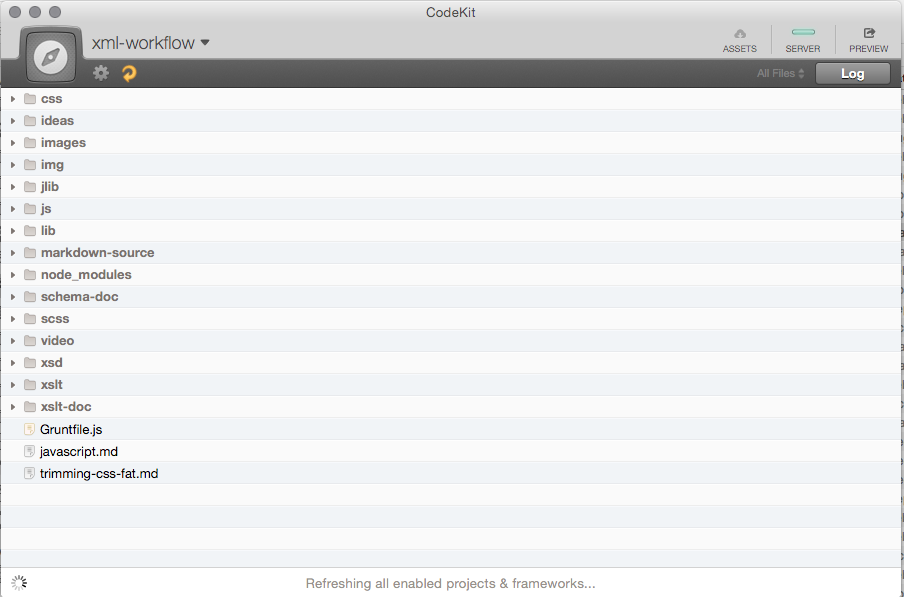 CodeKit
xml-workflow
ASSETS
SERVER
PREVIEW
All Files
Log
css
ideas
images
img
jlib
js
lib
markdown-source
node_modules
schema-doc
scss
video
xsd
xslt
xslt-doc
Gruntfile.js
javascript.md
trimming-css-fat.md
Refreshing all enabled projects & frameworks...